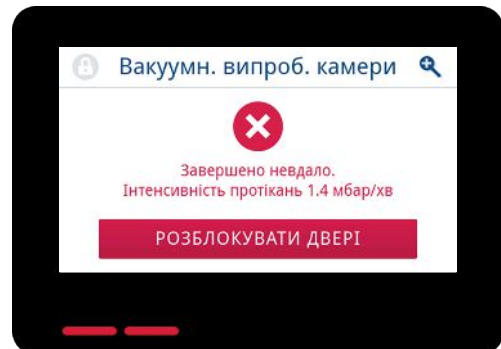 Вакуумн. випроб. камери
Завершено невдало.
Інтенсивність протікань 1.4 мбар/хв
РОЗБЛОКУВАТИ ДВЕРІ